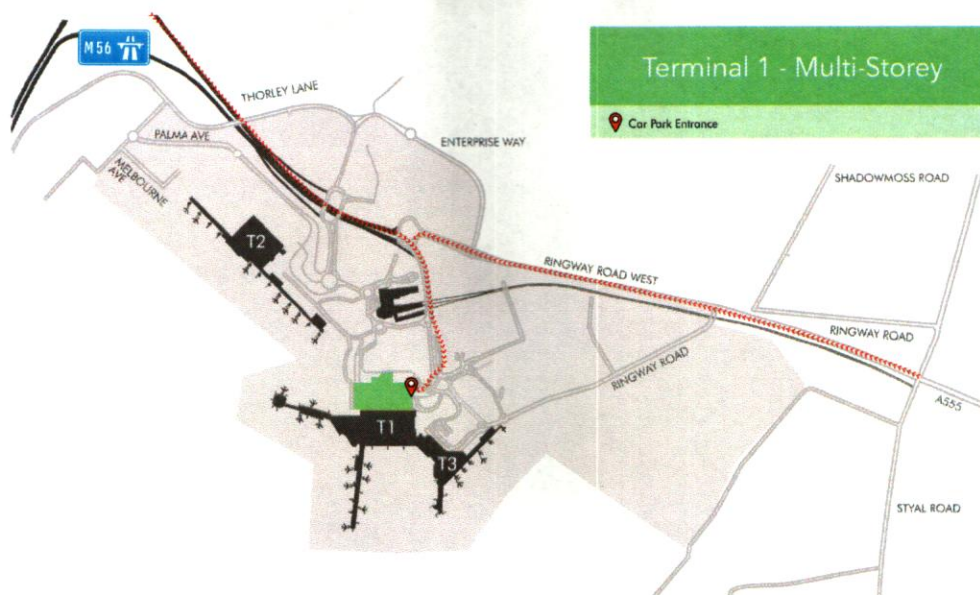 M56
Terminal 1 - Multi-Storey
Car Park Entrance
THORLEY LANE
PALMA AVE
ENTERPRISE WAY
MELBOURNE
AVE
SHADOWMOSS ROAD
T2
RINGWAY ROAD WEST
RINGWAY ROAD
RINGWAY ROAD
A555
T1
T3
STYAL ROAD